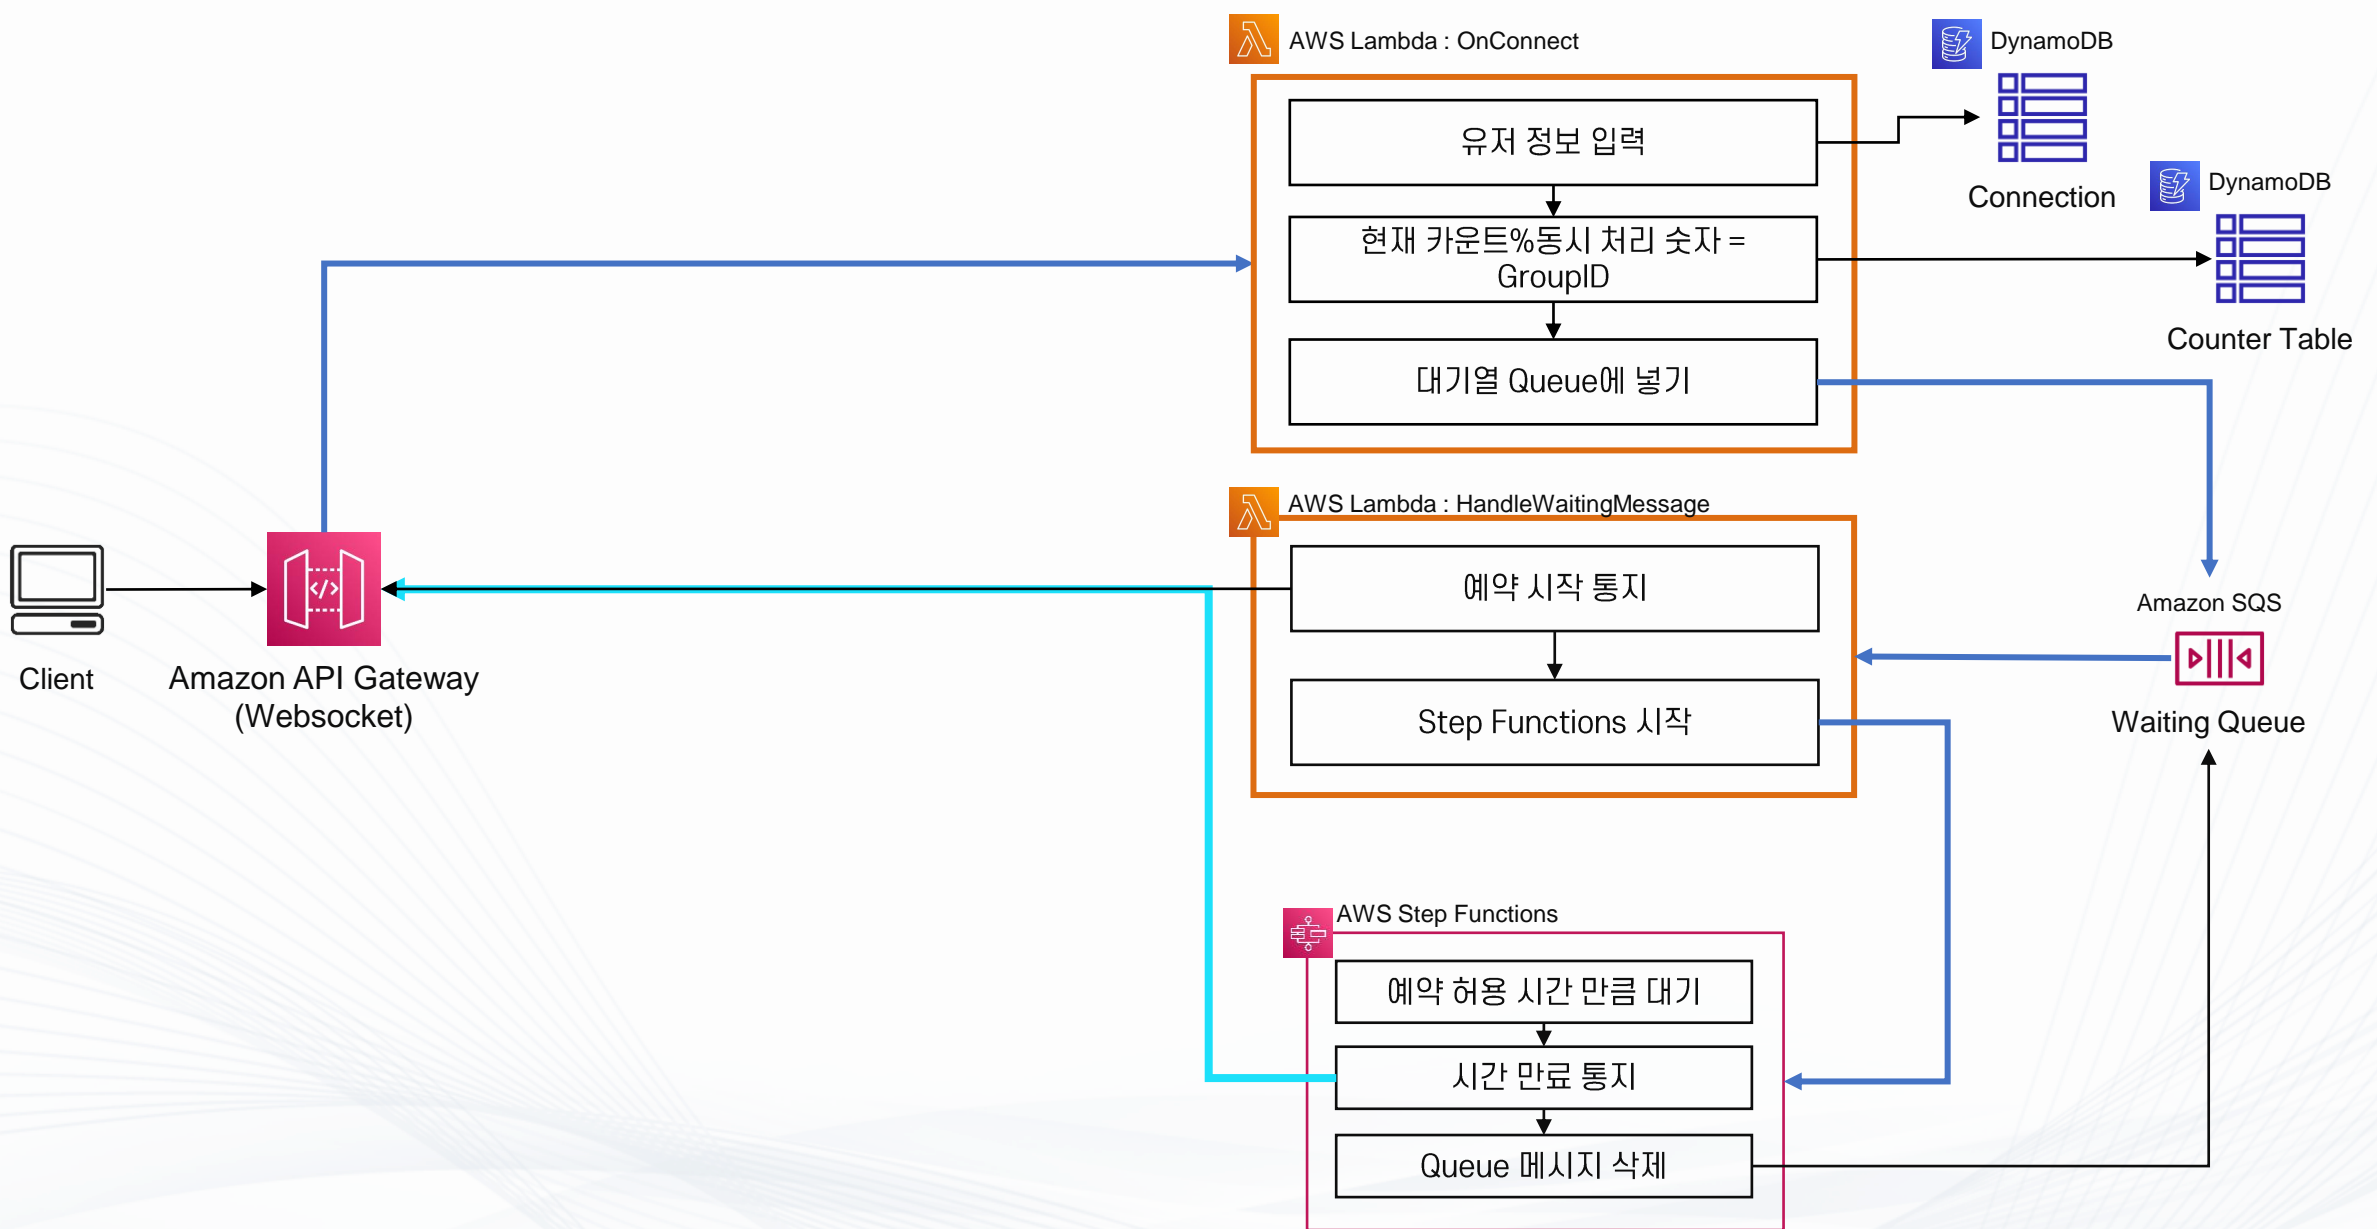 AWS Lambda : OnConnect
DynamoDB
유저 정보 입력
Connection
DynamoDB
현재 카운트%동시 처리 숫자 =
GroupID
Counter Table
대기열 Queue에 넣기
AWS Lambda : HandleWaitingMessage
예약 시작 통지
Amazon SQS
Client
Amazon API Gateway
(Websocket)
Step Functions 시작
Waiting Queue
AWS Step Functions
예약 허용 시간 만큼 대기
시간 만료 통지
Queue 메시지 삭제